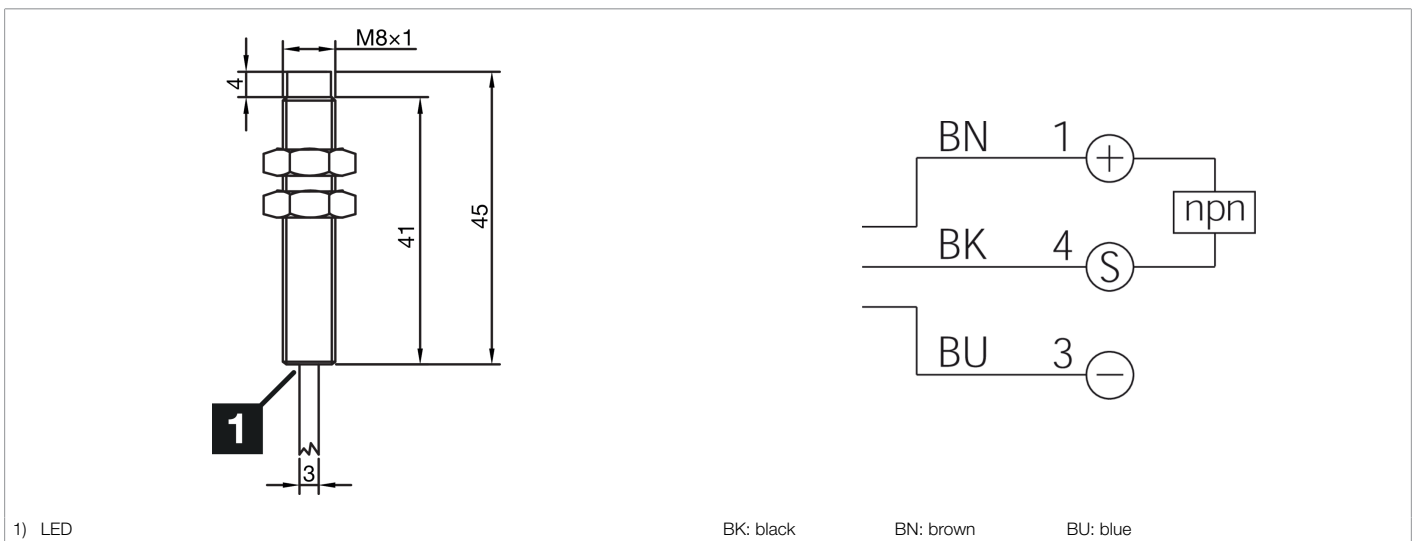 M8×1
4
41
45
1
3
BN 1 +
npn
BK 4 S
BU 3 −
1) LED
BK: black BN: brown BU: blue